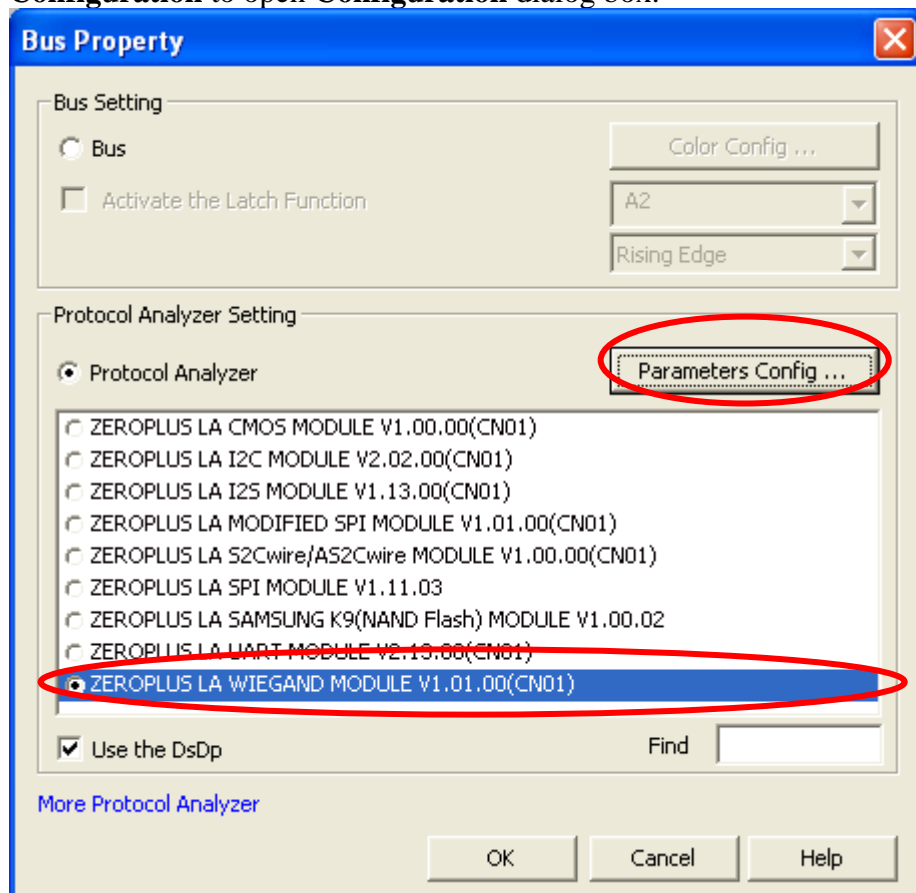 Configuration to open Configuration dialog box.
Bus Property
Bus Setting
Bus
Color Config ...
Activate the Latch Function
A2
Rising Edge
Protocol Analyzer Setting
Protocol Analyzer
Parameters Config ...
ZEROPLUS LA CMOS MODULE V1.00.00(CN01)
ZEROPLUS LA I2C MODULE V2.02.00(CN01)
ZEROPLUS LA I2S MODULE V1.13.00(CN01)
ZEROPLUS LA MODIFIED SPI MODULE V1.01.00(CN01)
ZEROPLUS LA S2Cwire/AS2Cwire MODULE V1.00.00(CN01)
ZEROPLUS LA SPI MODULE V1.11.03
ZEROPLUS LA SAMSUNG K9(NAND Flash) MODULE V1.00.02
ZEROPLUS LA UART MODULE V2.13.00(CN01)
ZEROPLUS LA WIEGAND MODULE V1.01.00(CN01)
Use the DsDp
Find
More Protocol Analyzer
OK
Cancel
Help